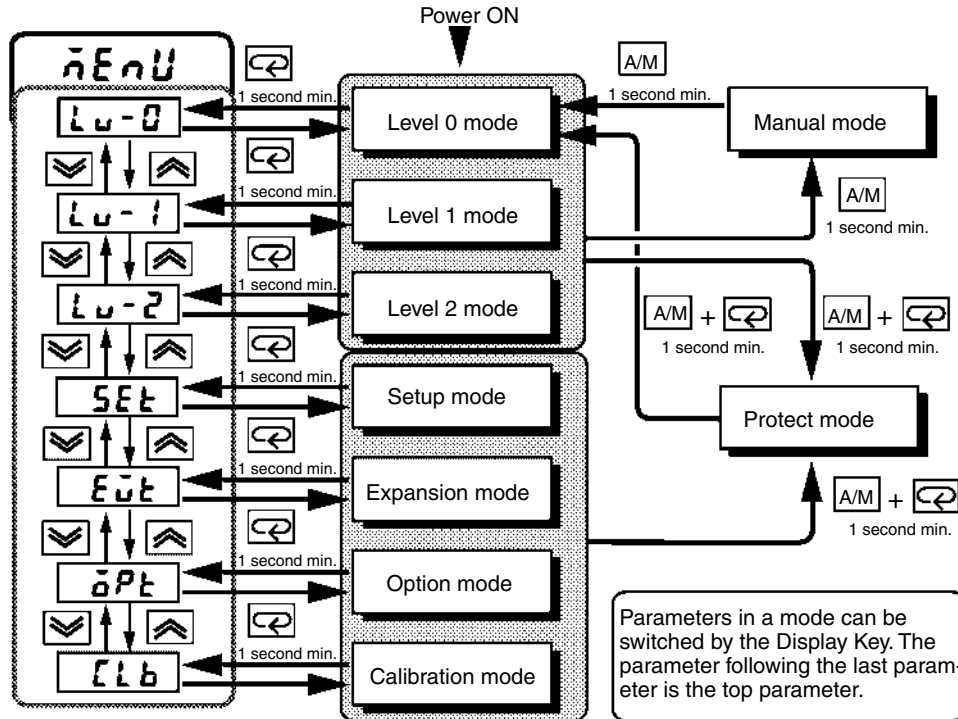 Power ON
mEnU
A/M
1 second min.
1 second min.
Lu-0
Level 0 mode
Manual mode
1 second min.
A/M
Lu-1
Level 1 mode
1 second min.
1 second min.
Lu-2
Level 2 mode
A/M + 
A/M + 
1 second min.
1 second min.
1 second min.
SEt
Setup mode
Protect mode
1 second min.
Eut
Expansion mode
A/M + 
1 second min.
1 second min.
oPt
Option mode
1 second min.
CLb
Calibration mode
Parameters in a mode can be
switched by the Display Key. The
parameter following the last param-
eter is the top parameter.